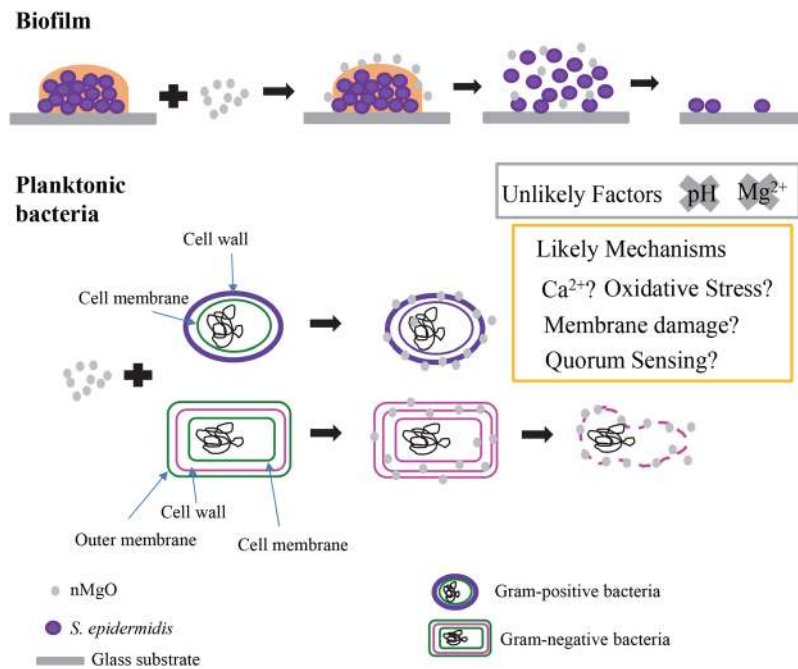 Biofilm
Planktonic
bacteria
Unlikely Factors pH Mg²⁺
Likely Mechanisms
Ca²⁺? Oxidative Stress?
Membrane damage?
Quorum Sensing?
Cell wall
Cell membrane
Cell wall
Outer membrane
Cell membrane
nMgO
S. epidermidis
Glass substrate
Gram-positive bacteria
Gram-negative bacteria